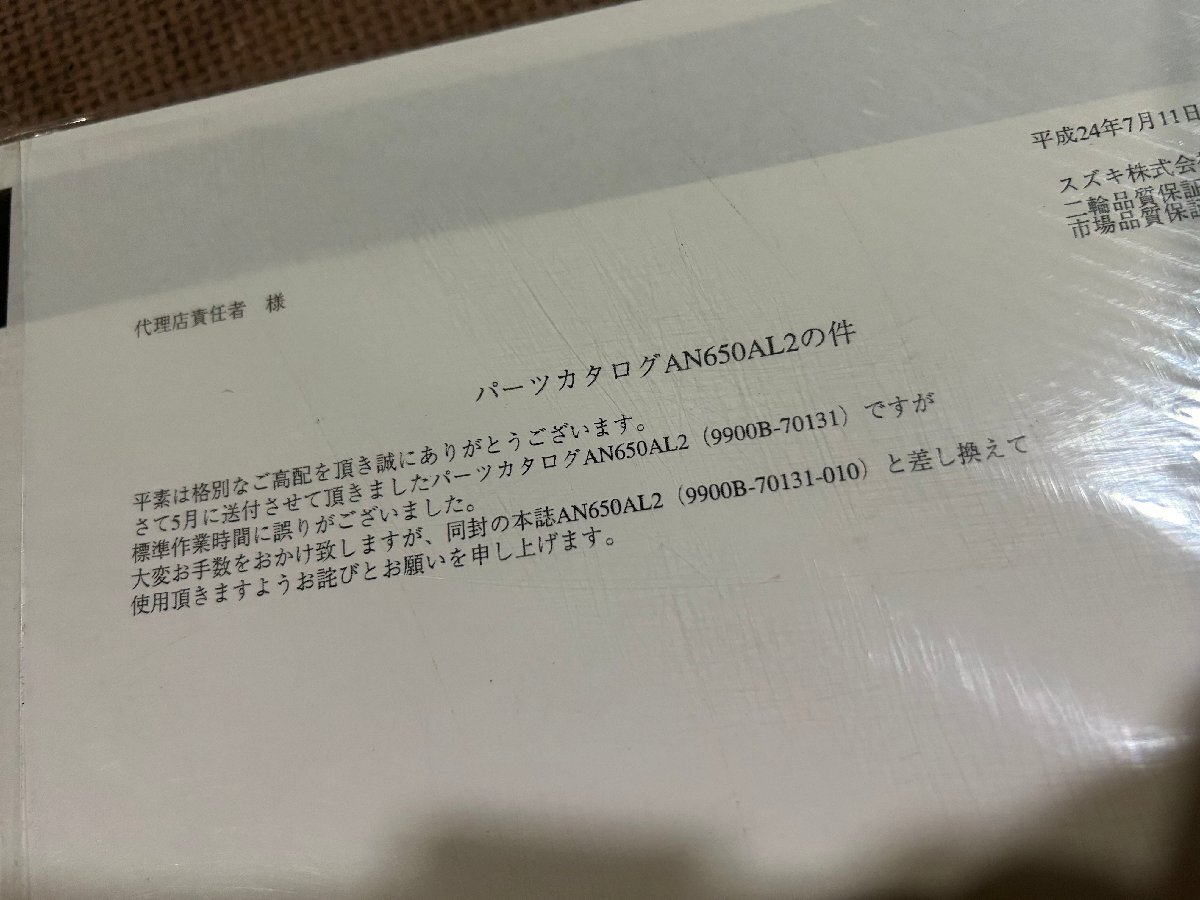 平成24年7月11日
スズキ株式会
二輪品質保証
市場品質保証
代理店責任者　様
パーツカタログAN650AL2の件
平素は格別なご高配を頂き誠にありがとうございます。
さて5月に送付させて頂きましたパーツカタログAN650AL2（9900B-70131）ですが
標準作業時間に誤りがございました。
大変お手数をおかけ致しますが、同封の本誌AN650AL2（9900B-70131-010）と差し換えて
使用頂きますようお詫びとお願いを申し上げます。